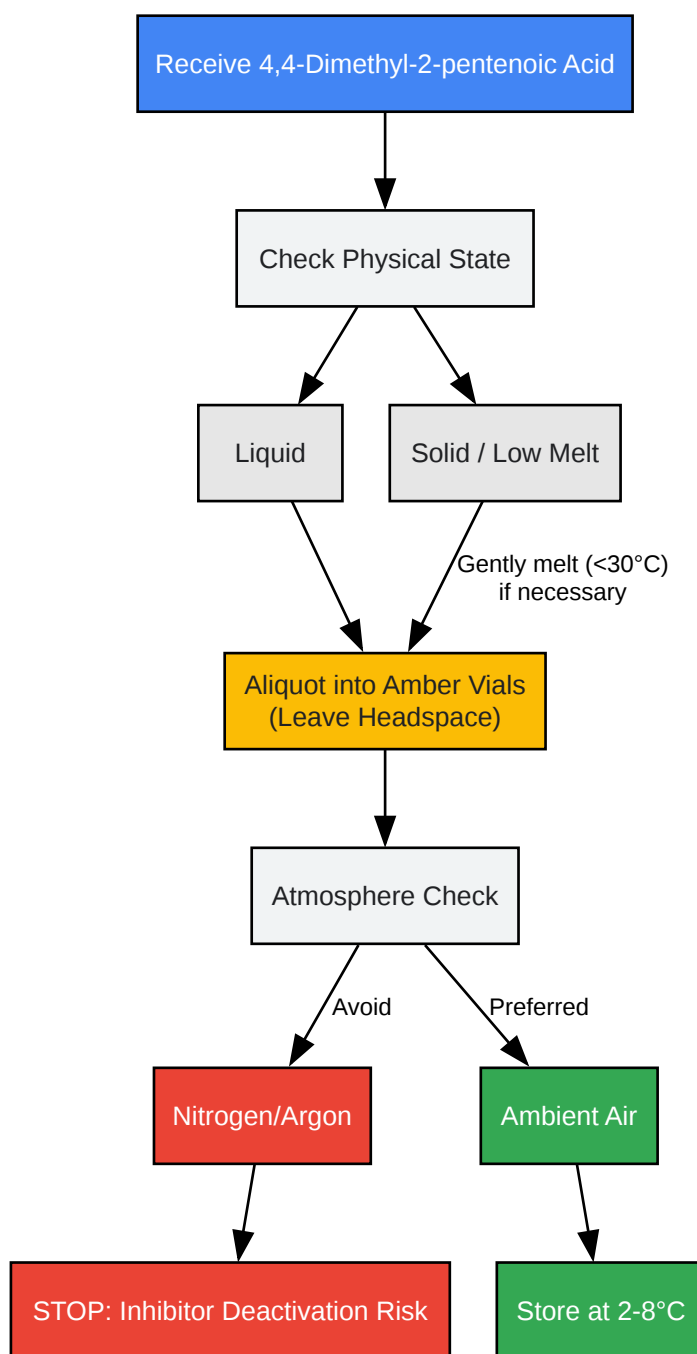 Receive 4,4-Dimethyl-2-pentenoic Acid
Check Physical State
Liquid
Solid / Low Melt
Gently melt (<30°C)
if necessary
Aliquot into Amber Vials
(Leave Headspace)
Atmosphere Check
Avoid
Preferred
Nitrogen/Argon
Ambient Air
STOP: Inhibitor Deactivation Risk
Store at 2-8°C